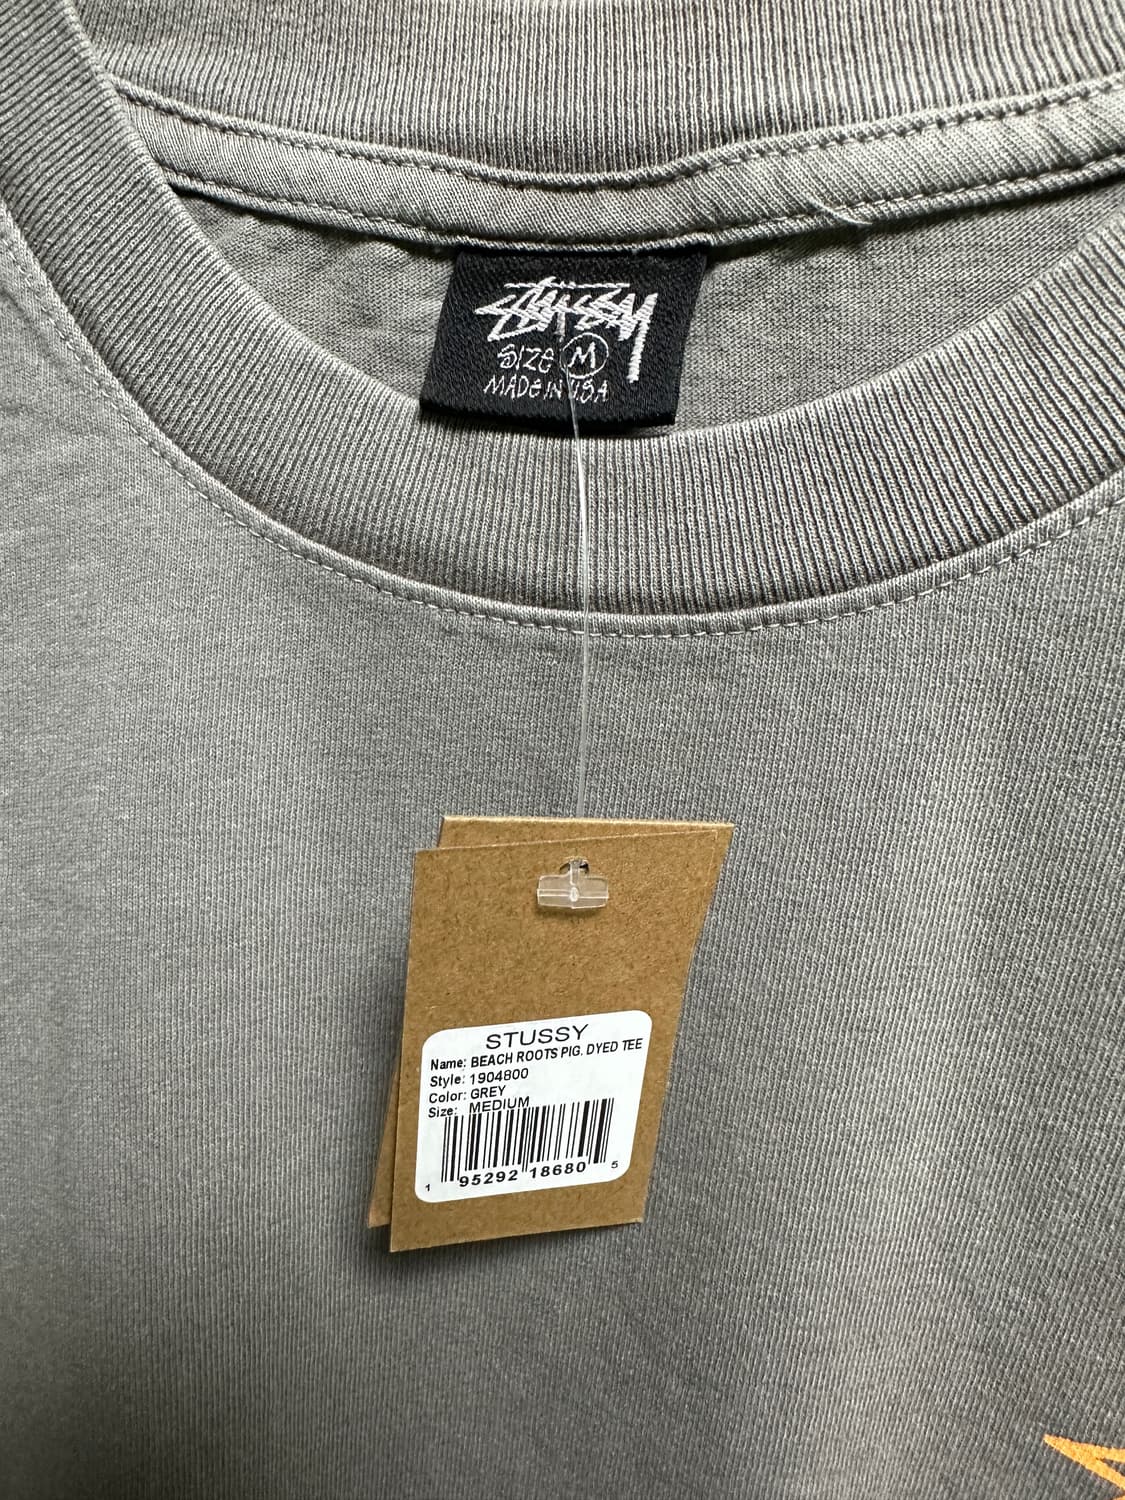 STÜSSY
SIZE M
MADE IN USA
STUSSY
Name: BEACH ROOTS PIG. DYED TEE
Style: 1904800
Color: GREY
Size: MEDIUM
1 95292 18680 5